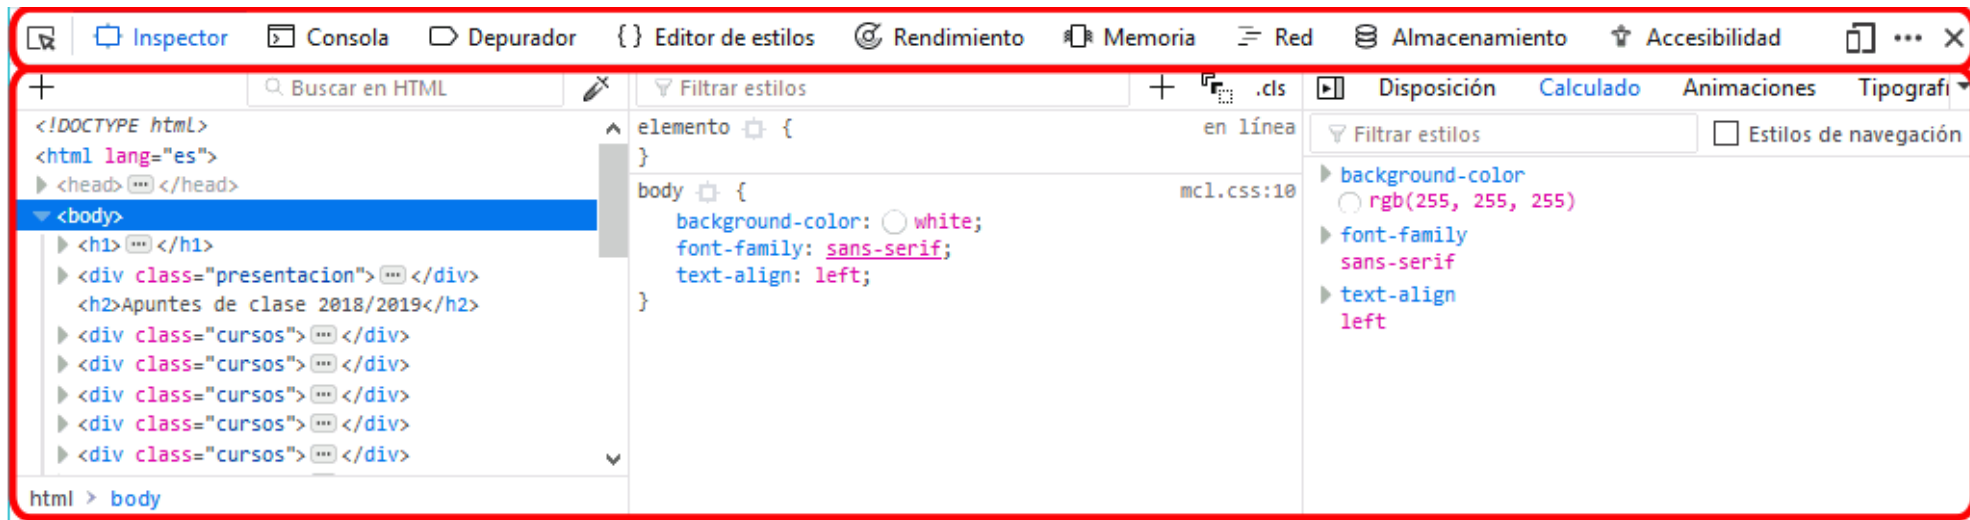 Inspector Consola Depurador { } Editor de estilos Rendimiento Memoria Red Almacenamiento Accesibilidad ··· ×
+ Buscar en HTML
<!DOCTYPE html>
<html lang="es">
<head>···</head>
<body>
<h1>···</h1>
<div class="presentacion">···</div>
<h2>Apuntes de clase 2018/2019</h2>
<div class="cursos">···</div>
<div class="cursos">···</div>
<div class="cursos">···</div>
<div class="cursos">···</div>
<div class="cursos">···</div>
html > body
Filtrar estilos + .cls
elemento { en línea
}
body { mcl.css:10
background-color: white;
font-family: sans-serif;
text-align: left;
}
Disposición Calculado Animaciones Tipografi
Filtrar estilos Estilos de navegación
background-color
rgb(255, 255, 255)
font-family
sans-serif
text-align
left